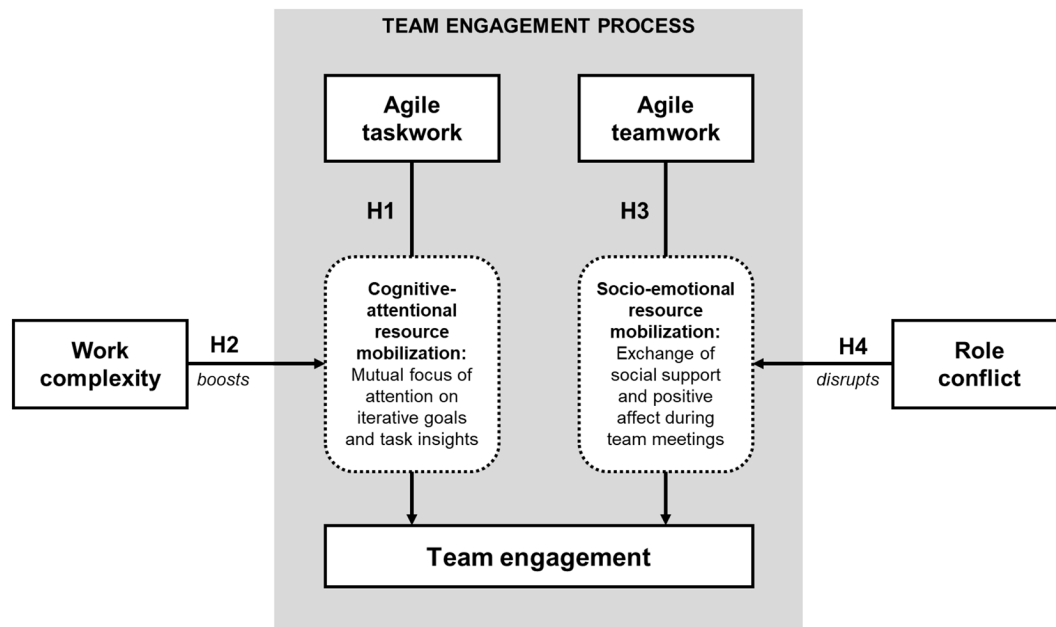 TEAM ENGAGEMENT PROCESS
Agile
taskwork
Agile
teamwork
H1
H3
Cognitive-
attentional
resource
mobilization:
Mutual focus of
attention on
iterative goals
and task insights
Socio-emotional
resource
mobilization:
Exchange of
social support
and positive
affect during
team meetings
Work
complexity
H2
boosts
H4
disrupts
Role
conflict
Team engagement